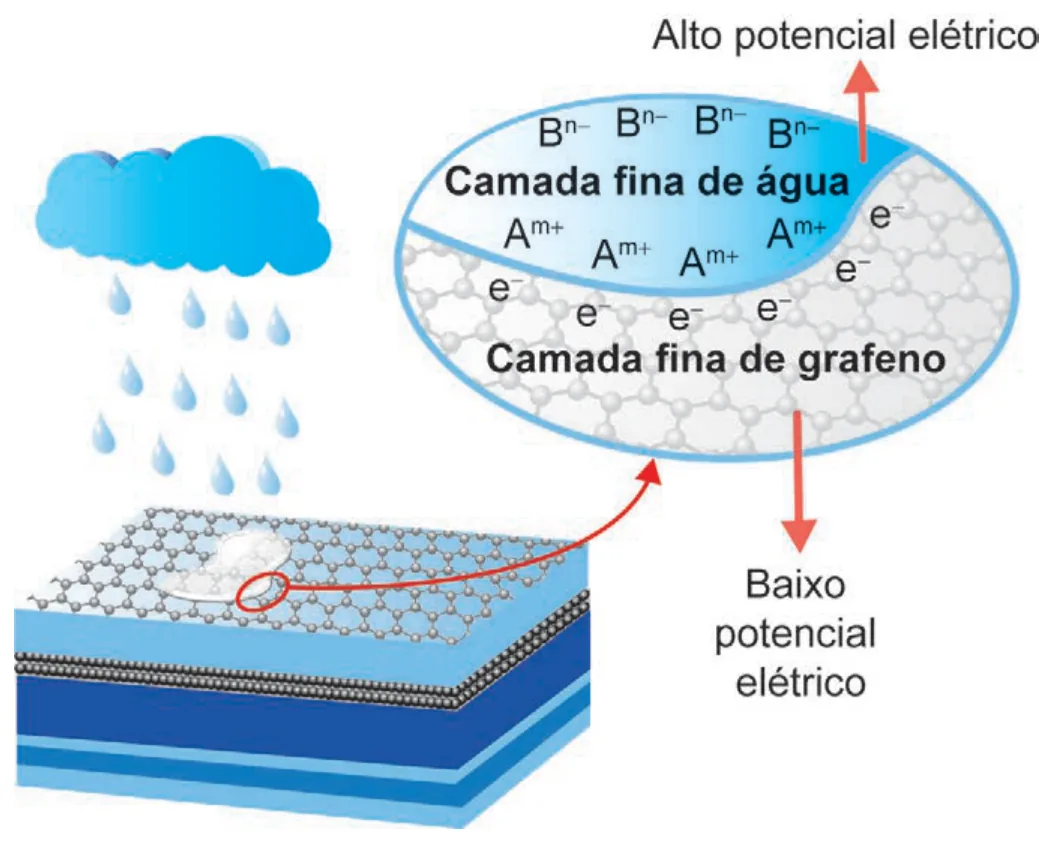 Alto potencial elétrico
Bⁿ⁻ Bⁿ⁻ Bⁿ⁻ Bⁿ⁻
Camada fina de água
Aᵐ⁺ Aᵐ⁺ Aᵐ⁺ Aᵐ⁺
e⁻ e⁻ e⁻ e⁻ e⁻ e⁻
Camada fina de grafeno
Baixo
potencial
elétrico